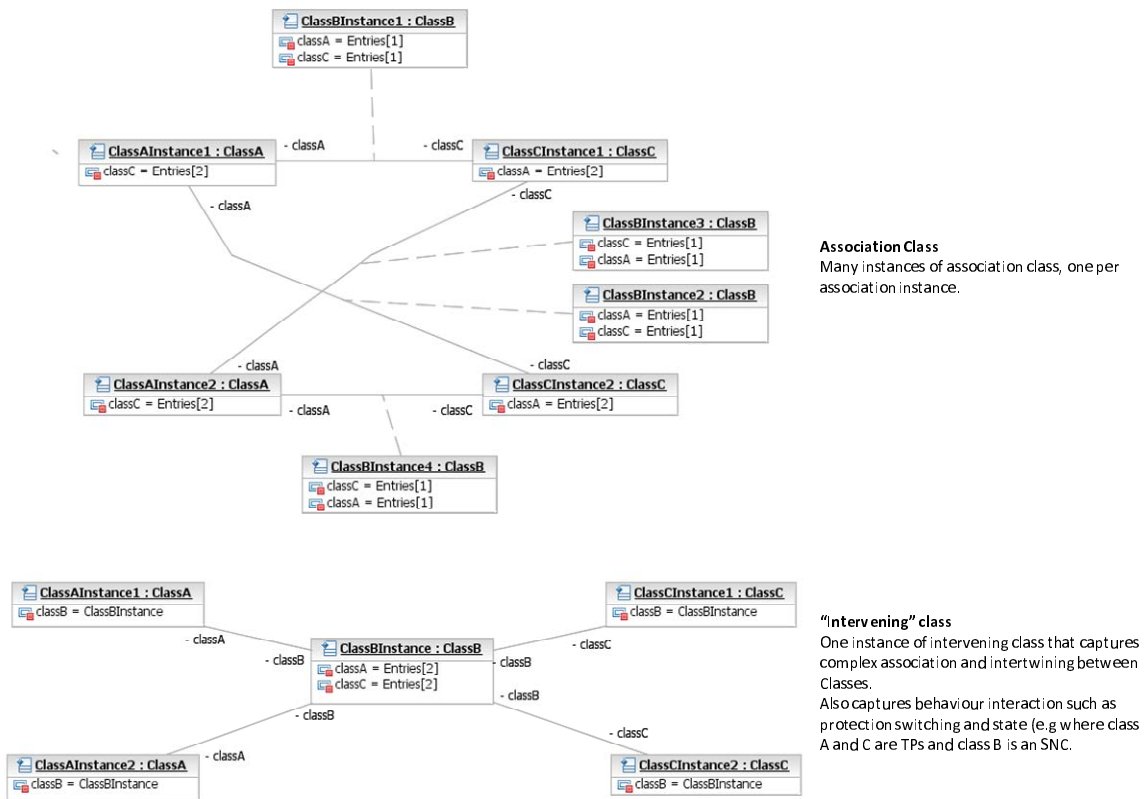 ClassBInstance1 : ClassB
classA = Entries[1]
classC = Entries[1]
ClassAInstance1 : ClassA
classC = Entries[2]
- classA
- classC
ClassCInstance1 : ClassC
classA = Entries[2]
- classA
- classC
ClassBInstance3 : ClassB
classC = Entries[1]
classA = Entries[1]
ClassBInstance2 : ClassB
classA = Entries[1]
classC = Entries[1]
Association Class
Many instances of association class, one per
association instance.
- classA
- classC
ClassAInstance2 : ClassA
classC = Entries[2]
- classA
- classC
ClassCInstance2 : ClassC
classA = Entries[2]
ClassBInstance4 : ClassB
classC = Entries[1]
classA = Entries[1]
ClassAInstance1 : ClassA
classB = ClassBInstance
ClassCInstance1 : ClassC
classB = ClassBInstance
- classA
- classB
ClassBInstance : ClassB
classA = Entries[2]
classC = Entries[2]
- classC
- classB
- classB
- classB
- classA
- classC
ClassAInstance2 : ClassA
classB = ClassBInstance
ClassCInstance2 : ClassC
classB = ClassBInstance
“Intervening” class
One instance of intervening class that captures
complex association and intertwining between
Classes.
Also captures behaviour interaction such as
protection switching and state (e.g where class
A and C are TPs and class B is an SNC.